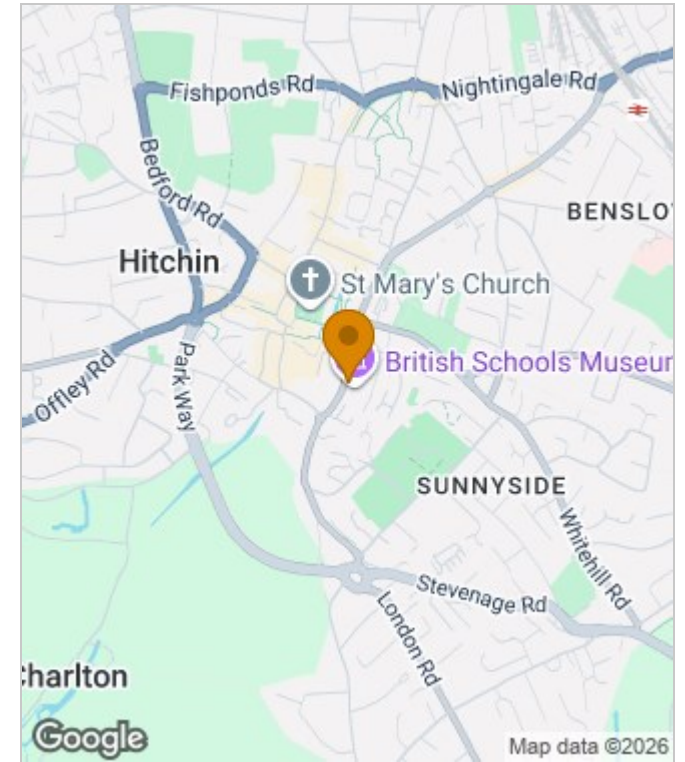 Fishponds Rd
Nightingale Rd
Bedford Rd
BENSLO
Hitchin
St Mary's Church
British Schools Museum
Offley Rd
Park Way
SUNNYSIDE
Whitehill Rd
Stevenage Rd
London Rd
Charlton
Google
Map data ©2026